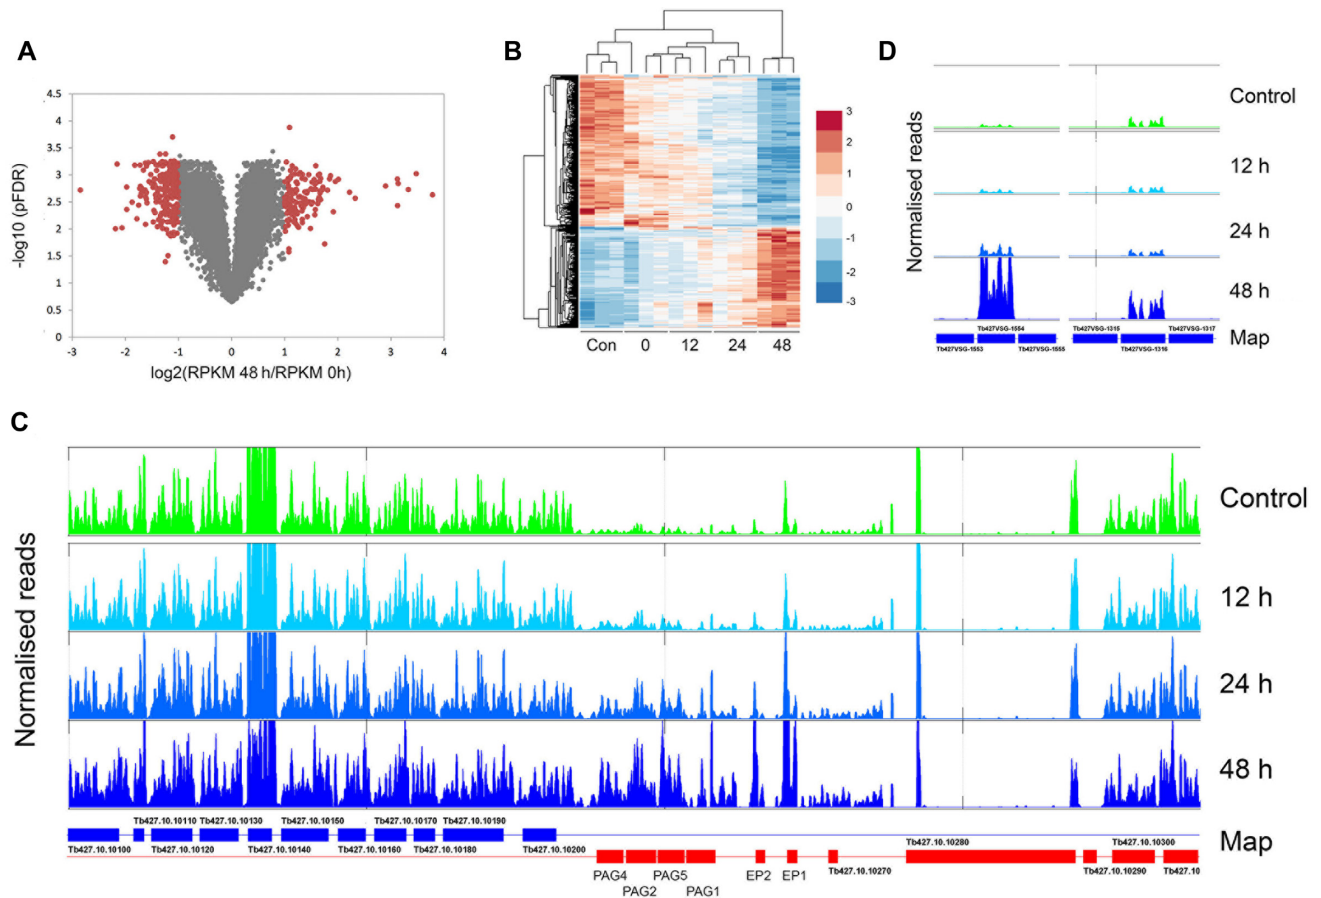 A
4.5
4
3.5
3
2.5
2
1.5
1
0.5
0
-log10 (pFDR)
-3 -2 -1 0 1 2 3 4
log2(RPKM 48 h/RPKM 0h)
B
3
2
1
0
-1
-2
-3
Con 0 12 24 48
D
Normalised reads
Control
12 h
24 h
48 h
Tb427VSG-1554 Tb427VSG-1315 Tb427VSG-1317
Map
Tb427VSG-1553 Tb427VSG-1555 Tb427VSG-1316
C
Normalised reads
Control
12 h
24 h
48 h
Tb427.10.10110 Tb427.10.10130 Tb427.10.10150 Tb427.10.10170 Tb427.10.10190
Map
Tb427.10.10100 Tb427.10.10120 Tb427.10.10140 Tb427.10.10160 Tb427.10.10180 Tb427.10.10200
Tb427.10.10280 Tb427.10.10300
PAG4 PAG5 EP2 EP1 Tb427.10.10270 Tb427.10.10290 Tb427.10
PAG2 PAG1